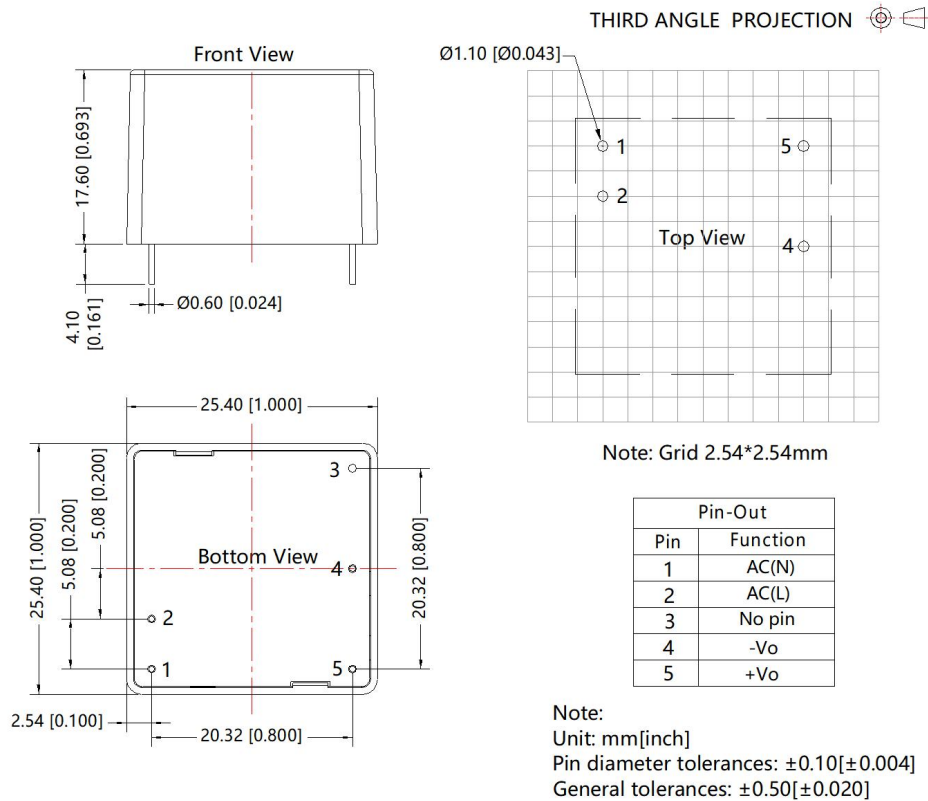 THIRD ANGLE PROJECTION
Front View
17.60 [0.693]
4.10
[0.161]
Ø0.60 [0.024]
Ø1.10 [Ø0.043]
1
5
2
Top View
4
Note: Grid 2.54*2.54mm
25.40 [1.000]
25.40 [1.000]
5.08 [0.200]
5.08 [0.200]
3
Bottom View
4
20.32 [0.800]
2
1
5
2.54 [0.100]
20.32 [0.800]
Pin-Out
Pin Function
1 AC(N)
2 AC(L)
3 No pin
4 -Vo
5 +Vo
Note:
Unit: mm[inch]
Pin diameter tolerances: ±0.10[±0.004]
General tolerances: ±0.50[±0.020]